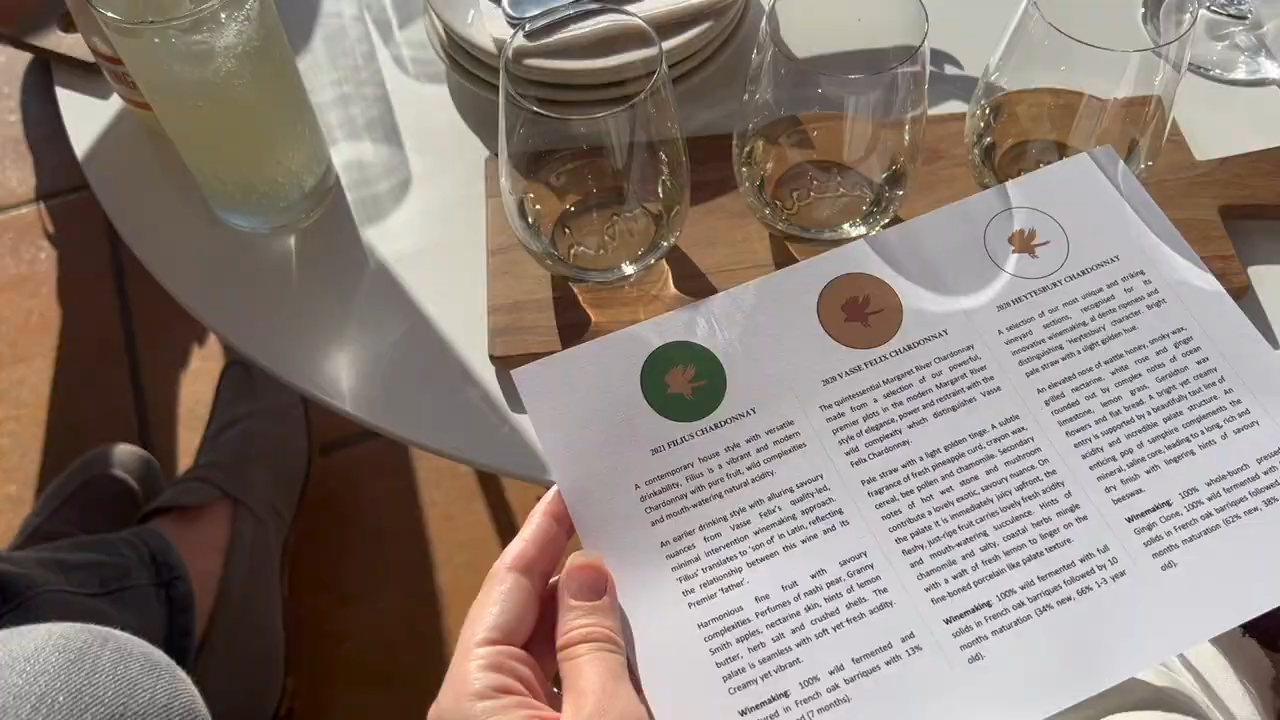 2021 FILIUS CHARDONNAY
A contemporary house style with versatile
drinkability, Filius is a vibrant and modern
Chardonnay with pure fruit, wild complexities
and mouth-watering natural acidity.
An earlier drinking style with alluring savoury
nuances from Vasse Felix's quality-led,
minimal intervention winemaking approach.
'Filius' translates to 'son of' in Latin, reflecting
the relationship between this wine and its
Premier 'father'.
Harmonious fine fruit with savoury
complexities. Perfumes of nashi pear, Granny
Smith apples, nectarine skin, hints of lemon
butter, herb salt and crushed shells. The
palate is seamless with soft yet fresh acidity.
Creamy yet vibrant.
Winemaking: 100% wild fermented and
in French oak barriques with 13%
[7 months].
2020 VASSE FELIX CHARDONNAY
The quintessential Margaret River Chardonnay
made from a selection of our powerful,
premier plots in the modern Margaret River
style of elegance, power and restraint with the
wild complexity which distinguishes Vasse
Felix Chardonnay.
Pale straw with a light golden tinge. A subtle
fragrance of fresh pineapple curd, crayon wax,
cereal, bee pollen and chamomile. Secondary
notes of hot wet stone and mushroom
contribute a lovely exotic, savoury nuance. On
the palate it is immediately juicy upfront, the
fleshy, just-ripe fruit carries lovely fresh acidity
and mouth-watering succulence. Hints of
chamomile and salty, coastal herbs mingle
with a waft of fresh lemon to linger on the
fine-boned porcelain like palate texture.
Winemaking: 100% wild fermented with full
solids in French oak barriques followed by 10
months maturation [34% new, 66% 1-3 year
old].
2020 HEYTESBURY CHARDONNAY
A selection of our most unique and striking
vineyard sections, recognised for its
innovative winemaking, al dente ripeness and
distinguishing 'Heytesbury' character. Bright
pale straw with a slight golden hue.
An elevated nose of wattle honey, smoky wax,
grilled nectarine, white rose and ginger
rounded out by complex notes of ocean
limestone, lemon grass, Geraldton wax
flowers and flat bread. A bright yet creamy
entry is supported by a beautifully taut line of
acidity and incredible palate structure. An
enticing pop of samphire complements the
mineral, saline core, leading to a long, rich and
dry finish with lingering hints of savoury
beeswax.
Winemaking: 100% whole-bunch pressed
Gingin Clone, 100% wild fermented with
solids in French oak barriques followed
months maturation [62% new, 38%
old].